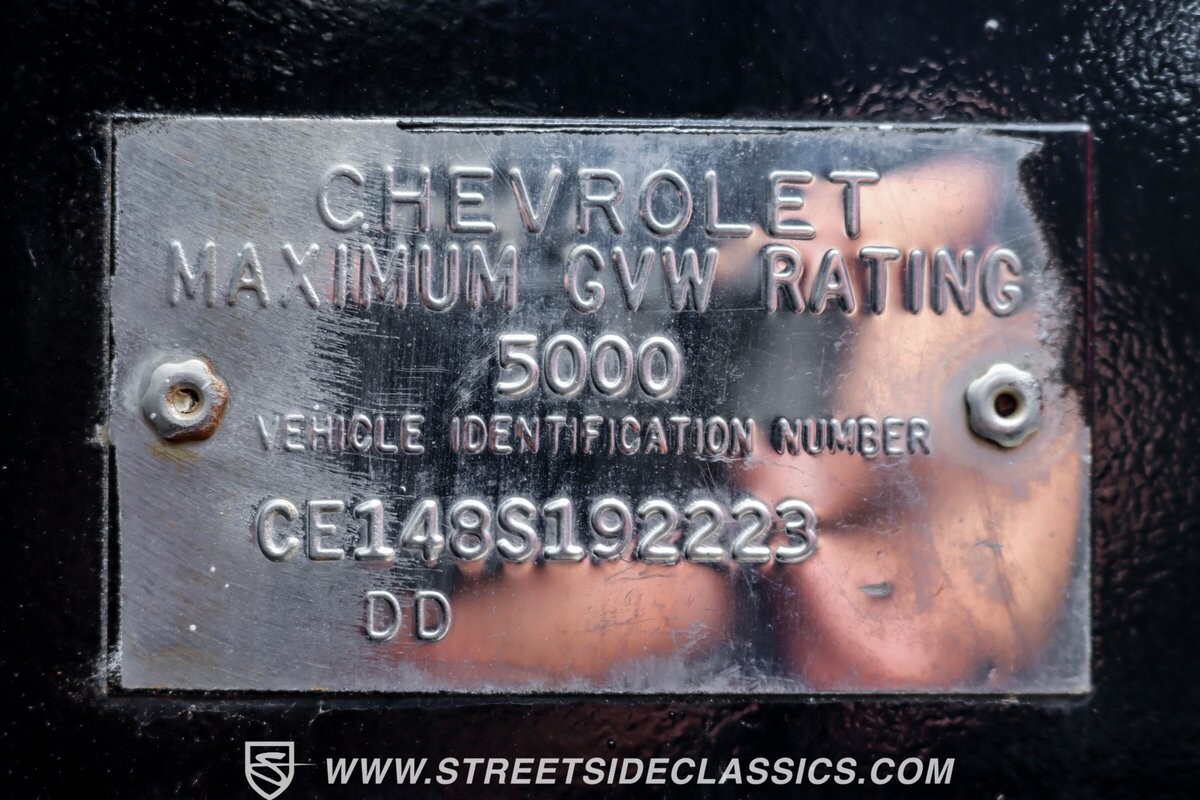 CHEVROLET
MAXIMUM GVW RATING
5000
VEHICLE IDENTIFICATION NUMBER
CE148S192223
DD
WWW.STREETSIDECLASSICS.COM